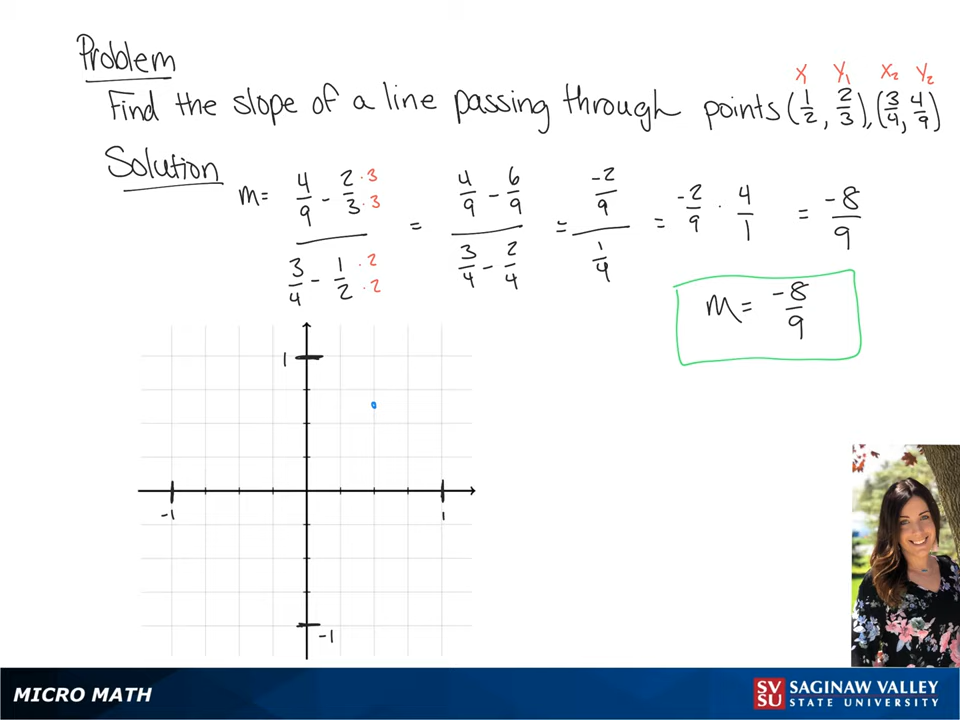 Problem
X₁ Y₁ X₂ Y₂
Find the slope of a line passing through points (1/2, 2/3), (3/4, 4/9)
Solution
m = (4/9 - 2/3 · 3/3) / (3/4 - 1/2 · 2/2) = (4/9 - 6/9) / (3/4 - 2/4) = (-2/9) / (1/4) = -2/9 · 4/1 = -8/9
m = -8/9
1
-1 1
-1
MICRO MATH
SVSU SAGINAW VALLEY
STATE UNIVERSITY